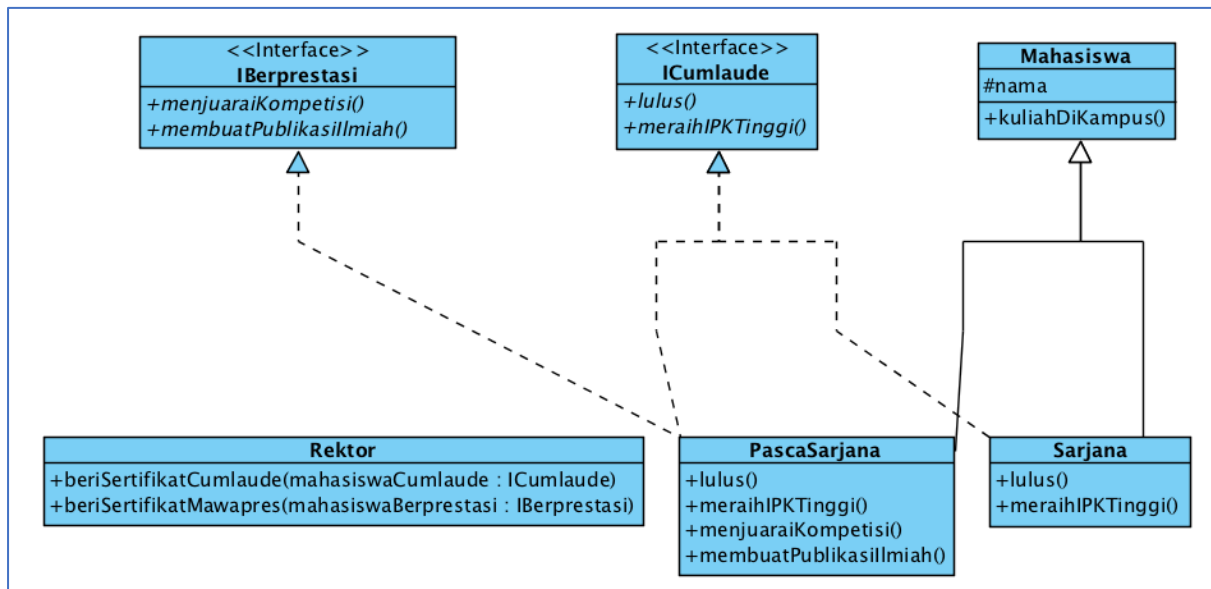 <<Interface>>
IBerprestasi
+menjuaraiKompetisi()
+membuatPublikasiIlmiah()
<<Interface>>
ICumlaude
+lulus()
+meraihIPKTinggi()
Mahasiswa
#nama
+kuliahDiKampus()
Rektor
+beriSertifikatCumlaude(mahasiswaCumlaude : ICumlaude)
+beriSertifikatMawapres(mahasiswaBerprestasi : IBerprestasi)
PascaSarjana
+lulus()
+meraihIPKTinggi()
+menjuaraiKompetisi()
+membuatPublikasiIlmiah()
Sarjana
+lulus()
+meraihIPKTinggi()